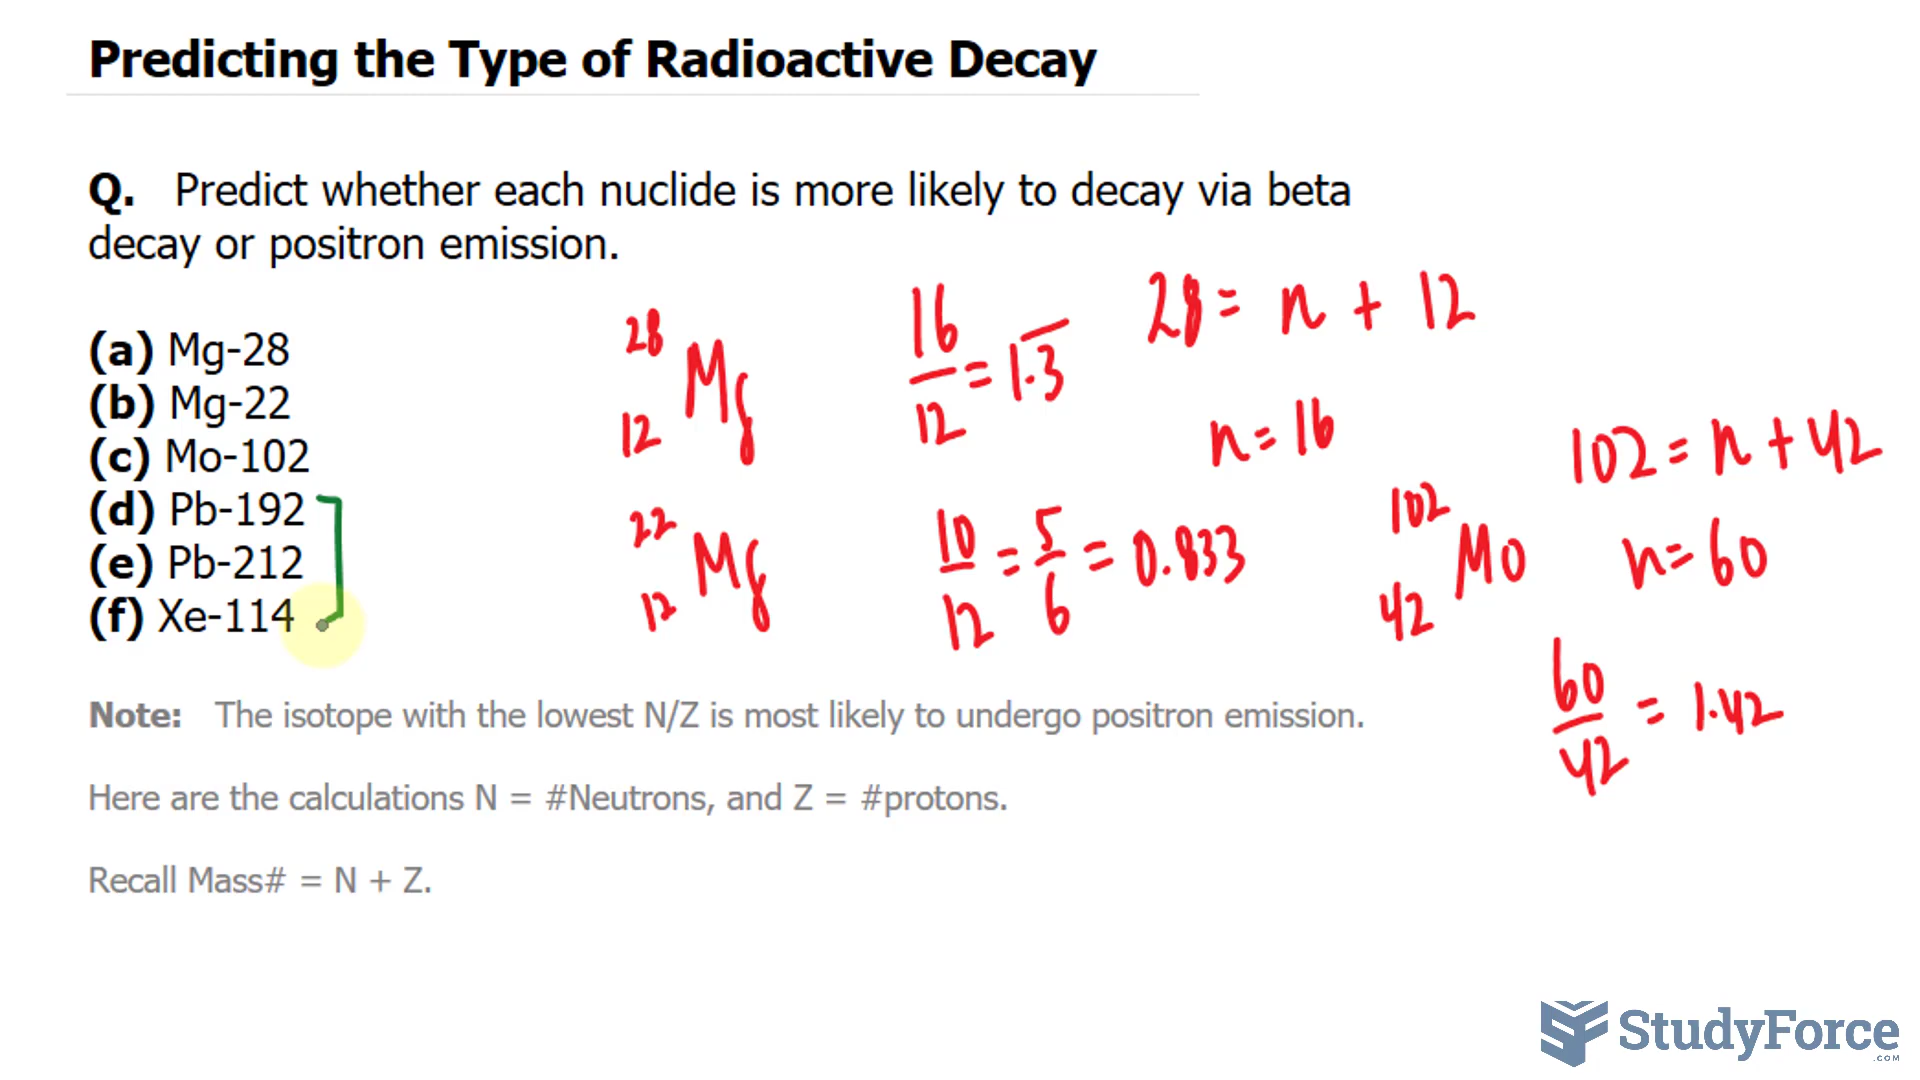 Predicting the Type of Radioactive Decay
Q. Predict whether each nuclide is more likely to decay via beta
decay or positron emission.
(a) Mg-28
(b) Mg-22
(c) Mo-102
(d) Pb-192
(e) Pb-212
(f) Xe-114
28
12 Mg
16/12 = 1.3̅
28 = n + 12
n = 16
22
12 Mg
10/12 = 5/6 = 0.833
102 = n + 42
102
42 Mo
n = 60
60/42 = 1.42
Note: The isotope with the lowest N/Z is most likely to undergo positron emission.
Here are the calculations N = #Neutrons, and Z = #protons.
Recall Mass# = N + Z.
StudyForce
.COM